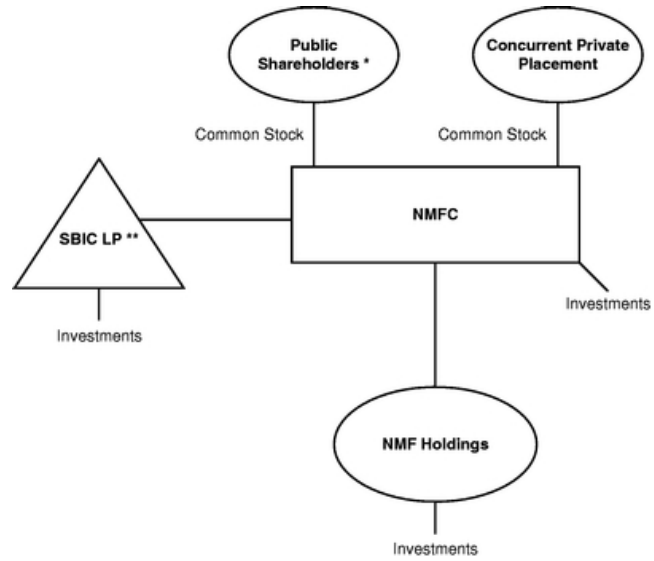 Public
Shareholders *
Concurrent Private
Placement
Common Stock
Common Stock
NMFC
SBIC LP **
Investments
Investments
NMF Holdings
Investments